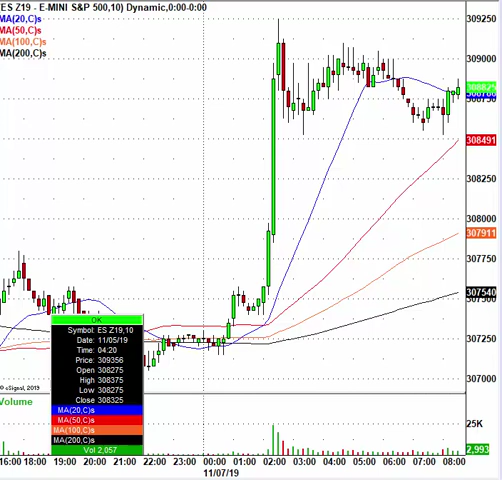 ES Z19 - E-MINI S&P 500,10) Dynamic,0:00-0:00
MA(20,C)s
MA(50,C)s
MA(100,C)s
MA(200,C)s
309250
309000
308825
308750
308491
308250
308000
307911
307750
307540
307500
307250
307000
OK
Symbol: ES Z19,10
Date: 11/05/19
Time: 04:20
Price: 309356
Open 308275
High 308375
Low 308275
Close 308325
MA(20,C)s
MA(50,C)s
MA(100,C)s
MA(200,C)s
Vol 2,057
© eSignal, 2019
Volume
25K
2,993
16:00 18:00 19:00 20:00 21:00 22:00 23:00 00:00 01:00 02:00 03:00 04:00 05:00 06:00 07:00 08:00
11/07/19